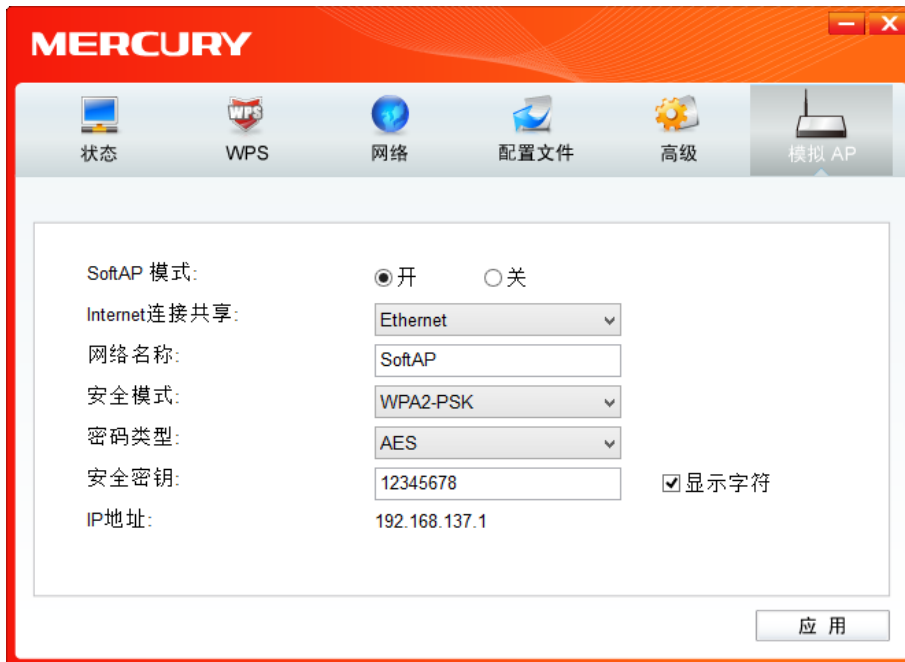 MERCURY
状态 WPS 网络 配置文件 高级 模拟 AP
SoftAP 模式: 开 关
Internet连接共享: Ethernet
网络名称: SoftAP
安全模式: WPA2-PSK
密码类型: AES
安全密钥: 12345678 显示字符
IP地址: 192.168.137.1
应 用